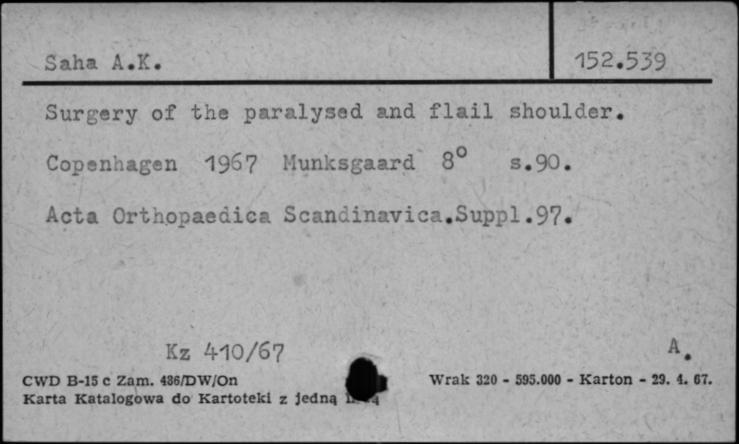 Saha A.K.
152.539
Surgery of the paralysed and flail shoulder.
Copenhagen 1967 Munksgaard 8° s.90.
Acta Orthopaedica Scandinavica.Suppl.97.
Kz 410/67
A.
CWD B-15 c Zam. 486/DW/On
Wrak 320 - 595.000 - Karton - 29. 4. 67.
Karta Katalogowa do Kartoteki z jedną